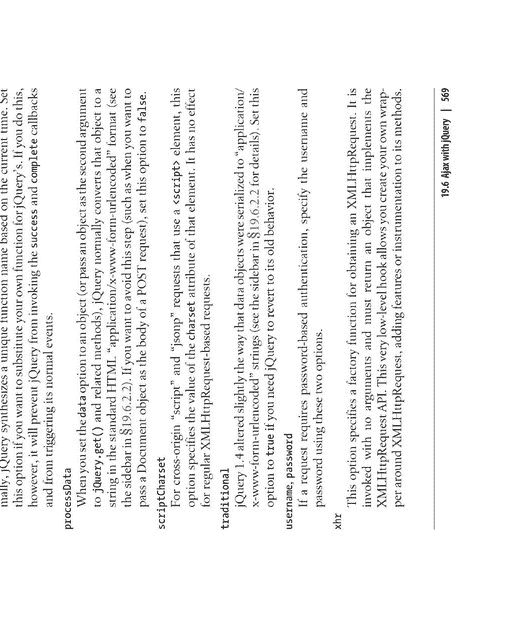 mally, jQuery synthesizes a unique function name based on the current time. Set
this option if you want to substitute your own function for jQuery's. If you do this,
however, it will prevent jQuery from invoking the success and complete callbacks
and from triggering its normal events.
processData
When you set the data option to an object (or pass an object as the second argument
to jQuery.get() and related methods), jQuery normally converts that object to a
string in the standard HTML "application/x-www-form-urlencoded" format (see
the sidebar in §19.6.2.2). If you want to avoid this step (such as when you want to
pass a Document object as the body of a POST request), set this option to false.
scriptCharset
For cross-origin "script" and "jsonp" requests that use a <script> element, this
option specifies the value of the charset attribute of that element. It has no effect
for regular XMLHttpRequest-based requests.
traditional
jQuery 1.4 altered slightly the way that data objects were serialized to "application/
x-www-form-urlencoded" strings (see the sidebar in §19.6.2.2 for details). Set this
option to true if you need jQuery to revert to its old behavior.
username, password
If a request requires password-based authentication, specify the username and
password using these two options.
xhr
This option specifies a factory function for obtaining an XMLHttpRequest. It is
invoked with no arguments and must return an object that implements the
XMLHttpRequest API. This very low-level hook allows you create your own wrap-
per around XMLHttpRequest, adding features or instrumentation to its methods.
19.6 Ajax with jQuery | 569